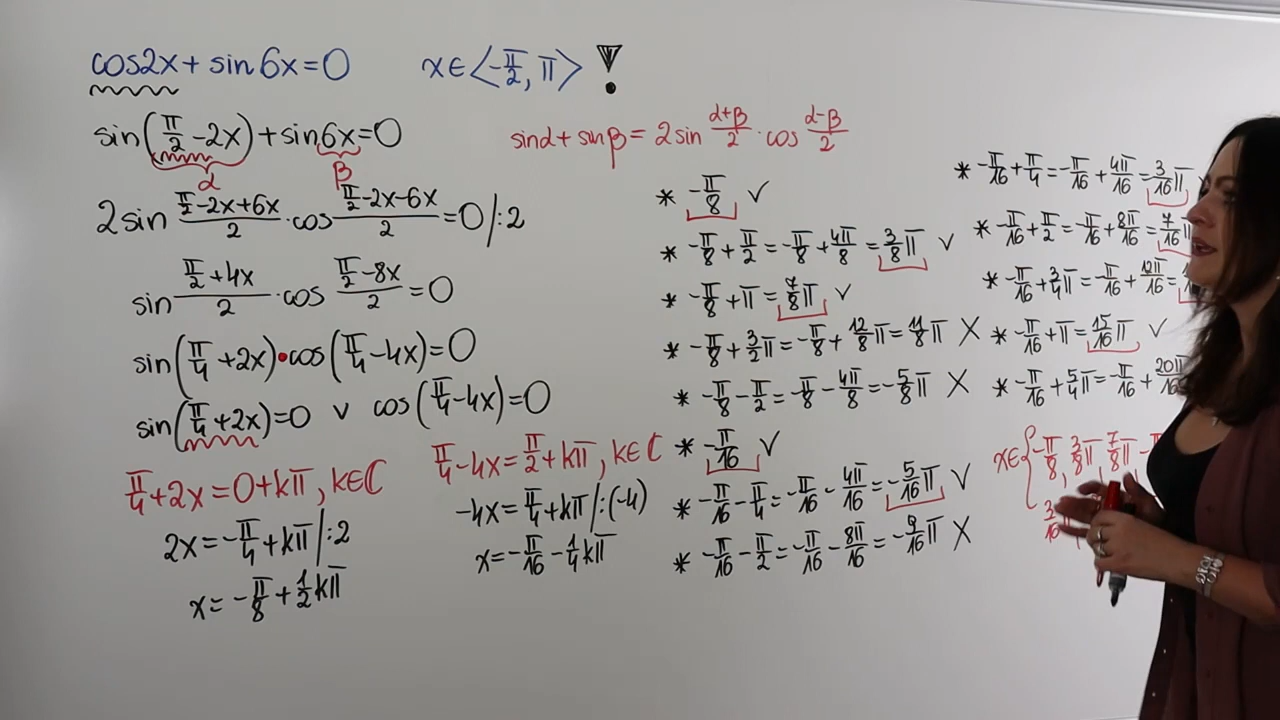 cos2x + sin6x = 0   x∈⟨-π/2, π⟩ !
sin(π/2 - 2x) + sin6x = 0
α   β
sinα + sinβ = 2sin (α+β)/2 · cos (α-β)/2
2sin (π/2 - 2x + 6x)/2 · cos (π/2 - 2x - 6x)/2 = 0 /:2
sin (π/2 + 4x)/2 · cos (π/2 - 8x)/2 = 0
sin(π/4 + 2x) • cos(π/4 - 4x) = 0
sin(π/4 + 2x) = 0 ∨ cos(π/4 - 4x) = 0
π/4 + 2x = 0 + kπ, k∈C
2x = -π/4 + kπ /:2
x = -π/8 + 1/2 kπ
π/4 - 4x = π/2 + kπ, k∈C
-4x = π/4 + kπ /:(-4)
x = -π/16 - 1/4 kπ
* -π/8 ✓
* -π/8 + π/2 = -π/8 + 4π/8 = 3/8 π ✓
* -π/8 + π = 7/8 π ✓
* -π/8 + 3/2 π = -π/8 + 12/8 π = 11/8 π X
* -π/8 - π/2 = -π/8 - 4π/8 = -5/8 π X
* -π/16 ✓
* -π/16 - π/4 = -π/16 - 4π/16 = -5/16 π ✓
* -π/16 - π/2 = -π/16 - 8π/16 = -9/16 π X
* -π/16 + π/4 = -π/16 + 4π/16 = 3/16 π
* -π/16 + π/2 = -π/16 + 8π/16 = 7/16 π
* -π/16 + 3/4 π = -π/16 + 12π/16 =
* -π/16 + π = 15/16 π ✓
* -π/16 + 5/4 π = -π/16 + 20π/16
x∈{-π/8, 3/8 π, 7/8 π, -
3/16